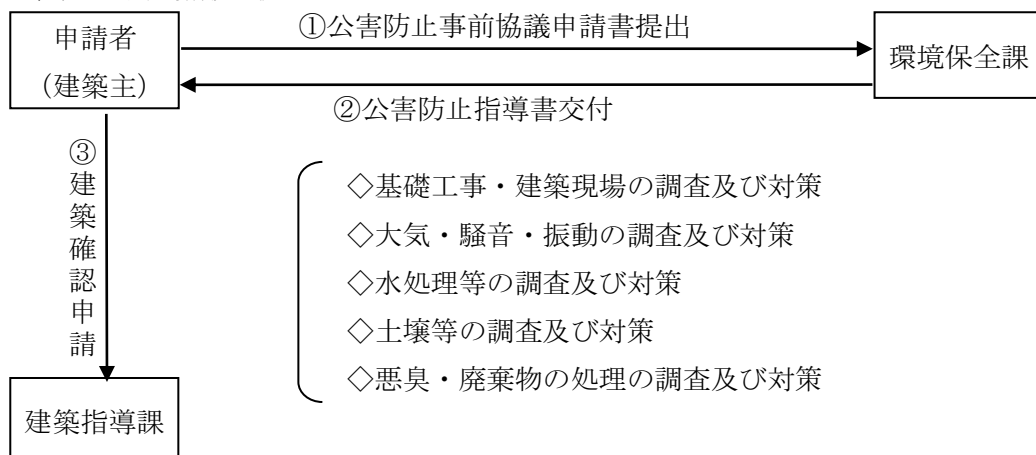 ①公害防止事前協議申請書提出
申請者
(建築主)
環境保全課
②公害防止指導書交付
③建築確認申請
◇基礎工事・建築現場の調査及び対策
◇大気・騒音・振動の調査及び対策
◇水処理等の調査及び対策
◇土壌等の調査及び対策
◇悪臭・廃棄物の処理の調査及び対策
建築指導課